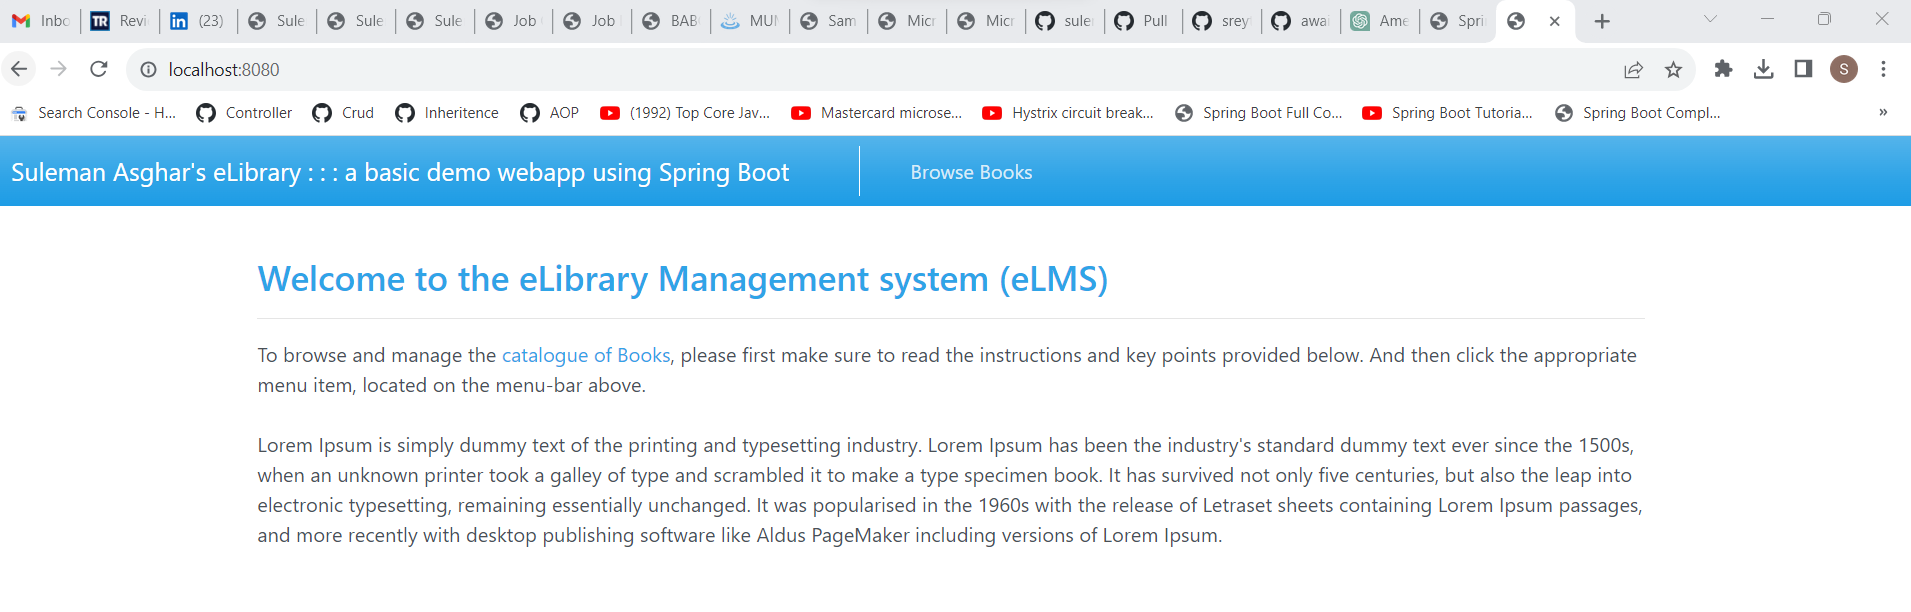 Inbo Revi (23) Sule Sule Sule Job Job BAB MUM Sam Micr Micr suler Pull srey awai Ame Sprin
localhost:8080 S
Search Console - H... Controller Crud Inheritence AOP (1992) Top Core Jav... Mastercard microse... Hystrix circuit break... Spring Boot Full Co... Spring Boot Tutoria... Spring Boot Compl... »
Suleman Asghar's eLibrary : : : a basic demo webapp using Spring Boot Browse Books
Welcome to the eLibrary Management system (eLMS)
To browse and manage the catalogue of Books, please first make sure to read the instructions and key points provided below. And then click the appropriate
menu item, located on the menu-bar above.
Lorem Ipsum is simply dummy text of the printing and typesetting industry. Lorem Ipsum has been the industry's standard dummy text ever since the 1500s,
when an unknown printer took a galley of type and scrambled it to make a type specimen book. It has survived not only five centuries, but also the leap into
electronic typesetting, remaining essentially unchanged. It was popularised in the 1960s with the release of Letraset sheets containing Lorem Ipsum passages,
and more recently with desktop publishing software like Aldus PageMaker including versions of Lorem Ipsum.